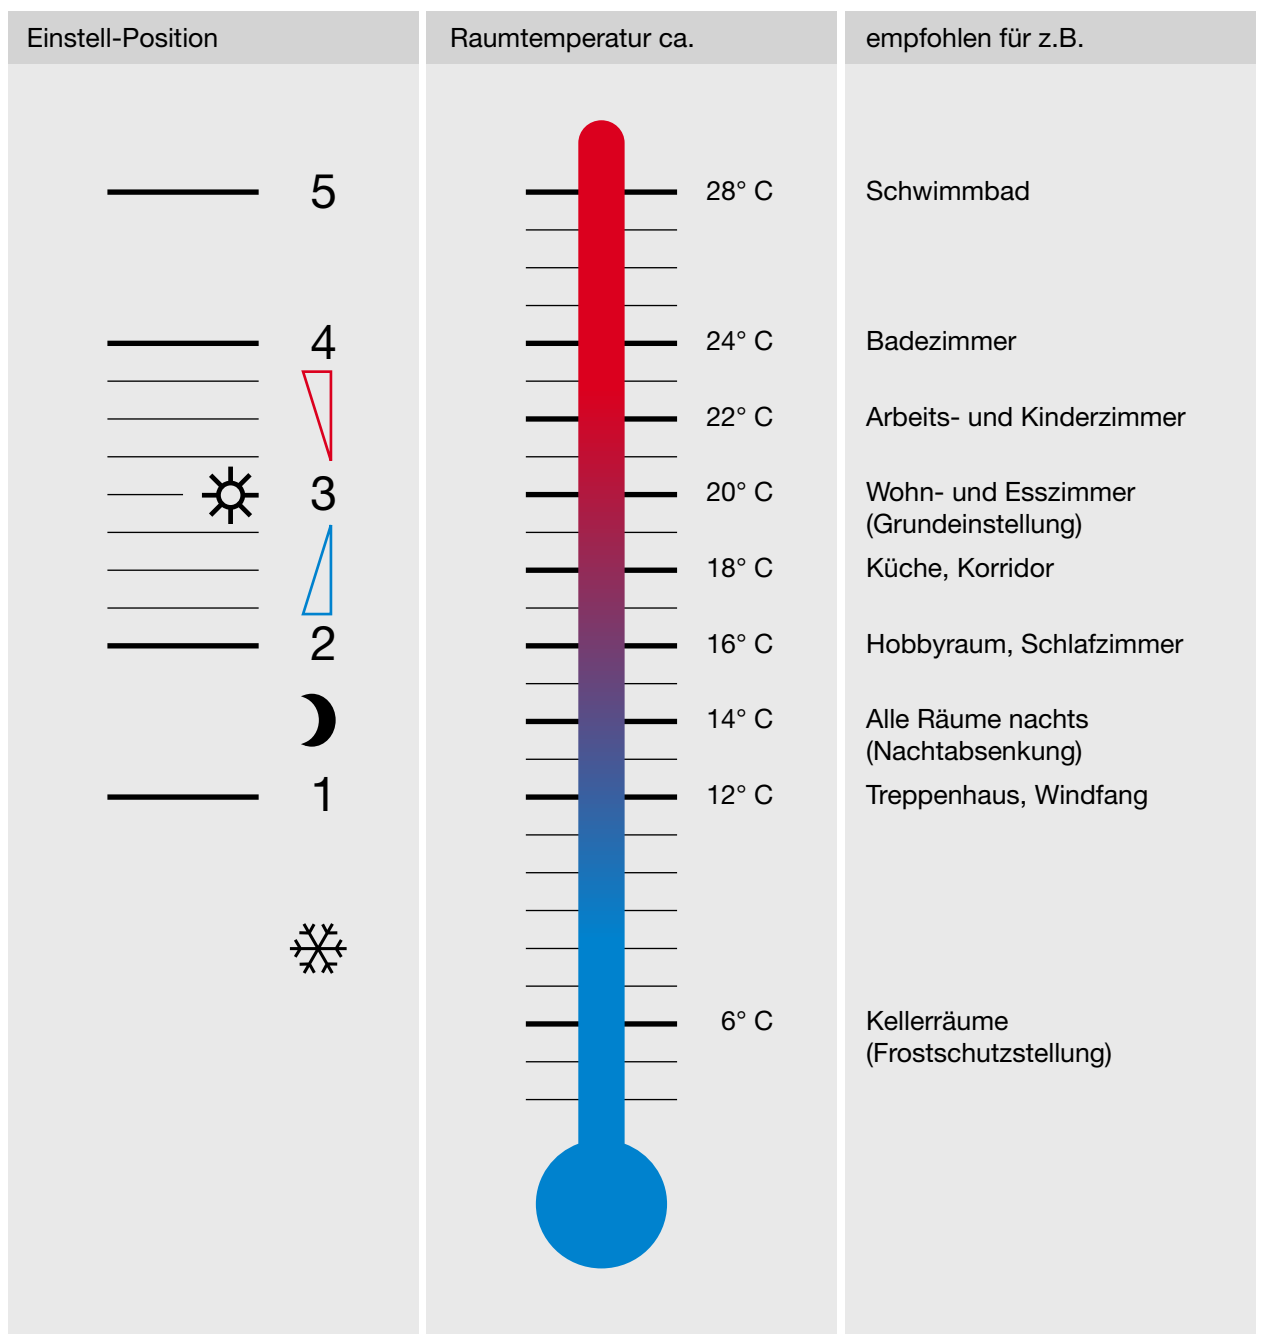 Einstell-Position
Raumtemperatur ca.
empfohlen für z.B.
5
28° C
Schwimmbad
4
24° C
Badezimmer
22° C
Arbeits- und Kinderzimmer
3
20° C
Wohn- und Esszimmer
(Grundeinstellung)
18° C
Küche, Korridor
2
16° C
Hobbyraum, Schlafzimmer
14° C
Alle Räume nachts
(Nachtabsenkung)
1
12° C
Treppenhaus, Windfang
6° C
Kellerräume
(Frostschutzstellung)